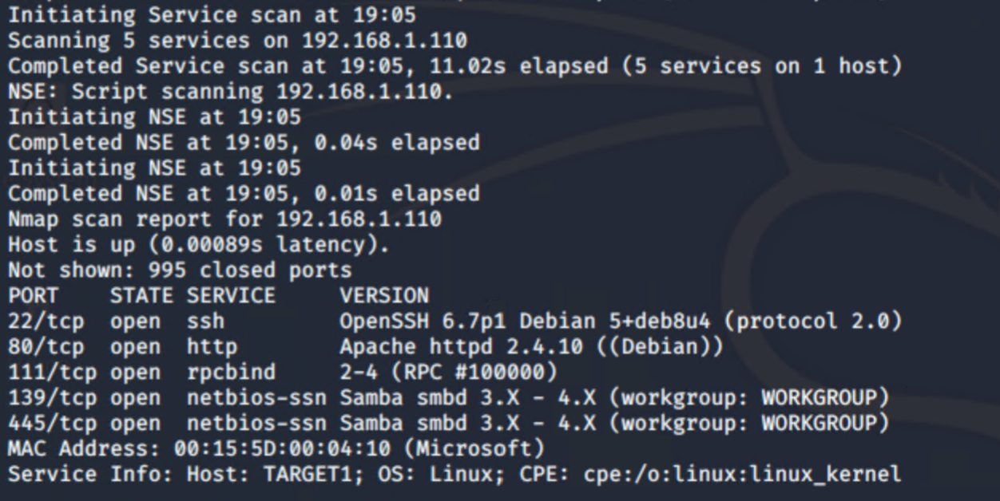 Initiating Service scan at 19:05
Scanning 5 services on 192.168.1.110
Completed Service scan at 19:05, 11.02s elapsed (5 services on 1 host)
NSE: Script scanning 192.168.1.110.
Initiating NSE at 19:05
Completed NSE at 19:05, 0.04s elapsed
Initiating NSE at 19:05
Completed NSE at 19:05, 0.01s elapsed
Nmap scan report for 192.168.1.110
Host is up (0.00089s latency).
Not shown: 995 closed ports
PORT    STATE SERVICE     VERSION
22/tcp  open  ssh         OpenSSH 6.7p1 Debian 5+deb8u4 (protocol 2.0)
80/tcp  open  http        Apache httpd 2.4.10 ((Debian))
111/tcp open  rpcbind     2-4 (RPC #100000)
139/tcp open  netbios-ssn Samba smbd 3.X - 4.X (workgroup: WORKGROUP)
445/tcp open  netbios-ssn Samba smbd 3.X - 4.X (workgroup: WORKGROUP)
MAC Address: 00:15:5D:00:04:10 (Microsoft)
Service Info: Host: TARGET1; OS: Linux; CPE: cpe:/o:linux:linux_kernel